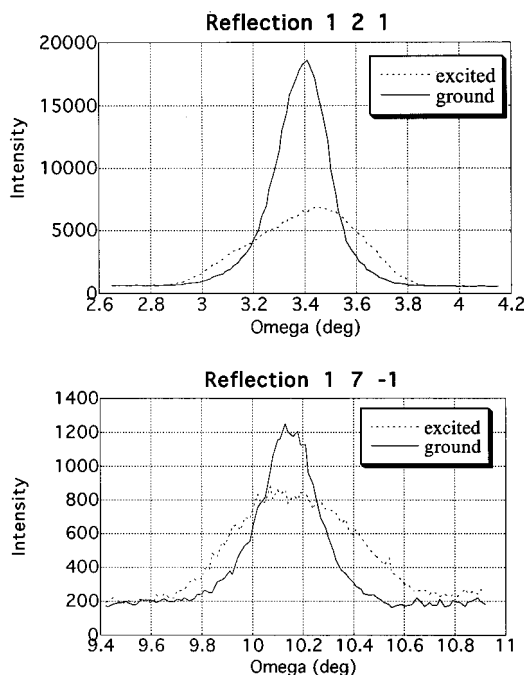 Reflection 1 2 1
20000
15000
10000
5000
0
Intensity
excited
ground
2.6 2.8 3 3.2 3.4 3.6 3.8 4 4.2
Omega (deg)
Reflection 1 7 -1
1400
1200
1000
800
600
400
200
0
Intensity
excited
ground
9.4 9.6 9.8 10 10.2 10.4 10.6 10.8 11
Omega (deg)